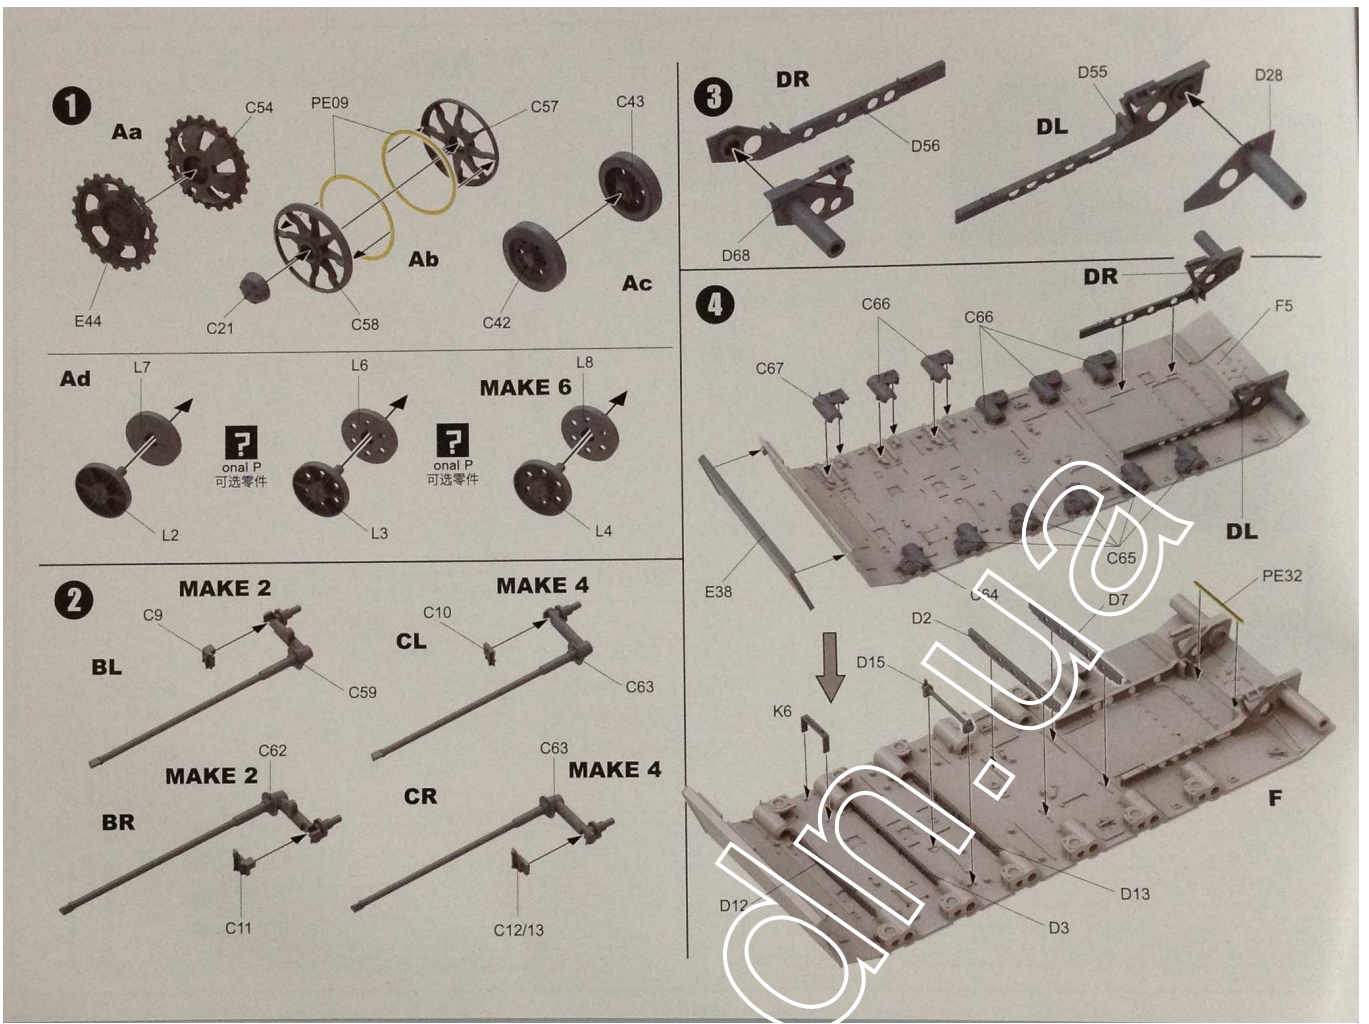 1
Aa
C54
E44
PE09
C57
C21
C58
Ab
C43
C42
Ac
Ad
L7
L2
?
onal P
可选零件
L6
L3
?
onal P
可选零件
MAKE 6
L8
L4
2
MAKE 2
C9
BL
C59
MAKE 4
C10
CL
C63
C62
MAKE 2
BR
C11
C63
MAKE 4
CR
C12/13
3
DR
D56
D68
D55
DL
D28
4
DR
F5
C66
C66
C67
E38
C64
C65
DL
PE32
D7
D2
D15
K6
F
D13
D12
D3
dn.ua